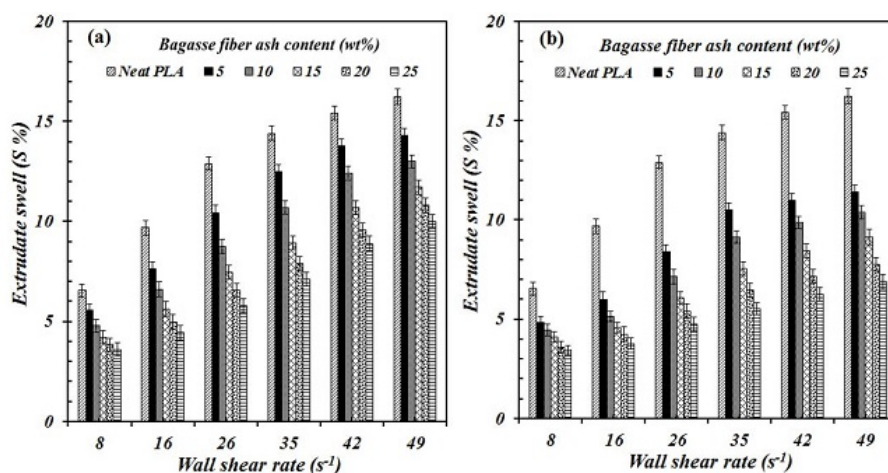 (a)
Bagasse fiber ash content (wt%)
Neat PLA 5 10 15 20 25
Extrudate swell (S %)
20
15
10
5
0
8 16 26 35 42 49
Wall shear rate (s⁻¹)
(b)
Bagasse fiber ash content (wt%)
Neat PLA 5 10 15 20 25
Extrudate swell (S %)
20
15
10
5
0
8 16 26 35 42 49
Wall shear rate (s⁻¹)